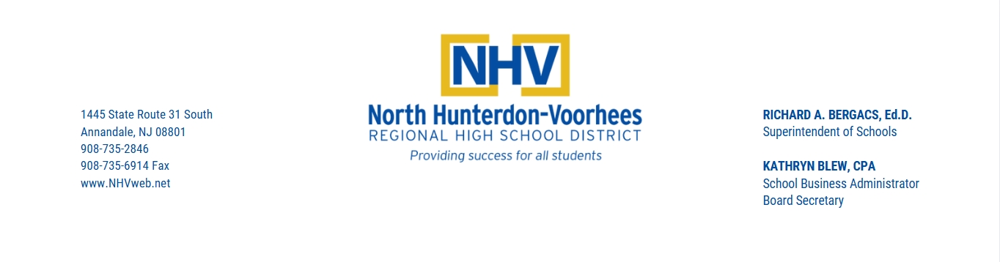 1445 State Route 31 South
Annandale, NJ 08801
908-735-2846
908-735-6914 Fax
www.NHVweb.net
NHV
North Hunterdon-Voorhees
REGIONAL HIGH SCHOOL DISTRICT
Providing success for all students
RICHARD A. BERGACS, Ed.D.
Superintendent of Schools
KATHRYN BLEW, CPA
School Business Administrator
Board Secretary